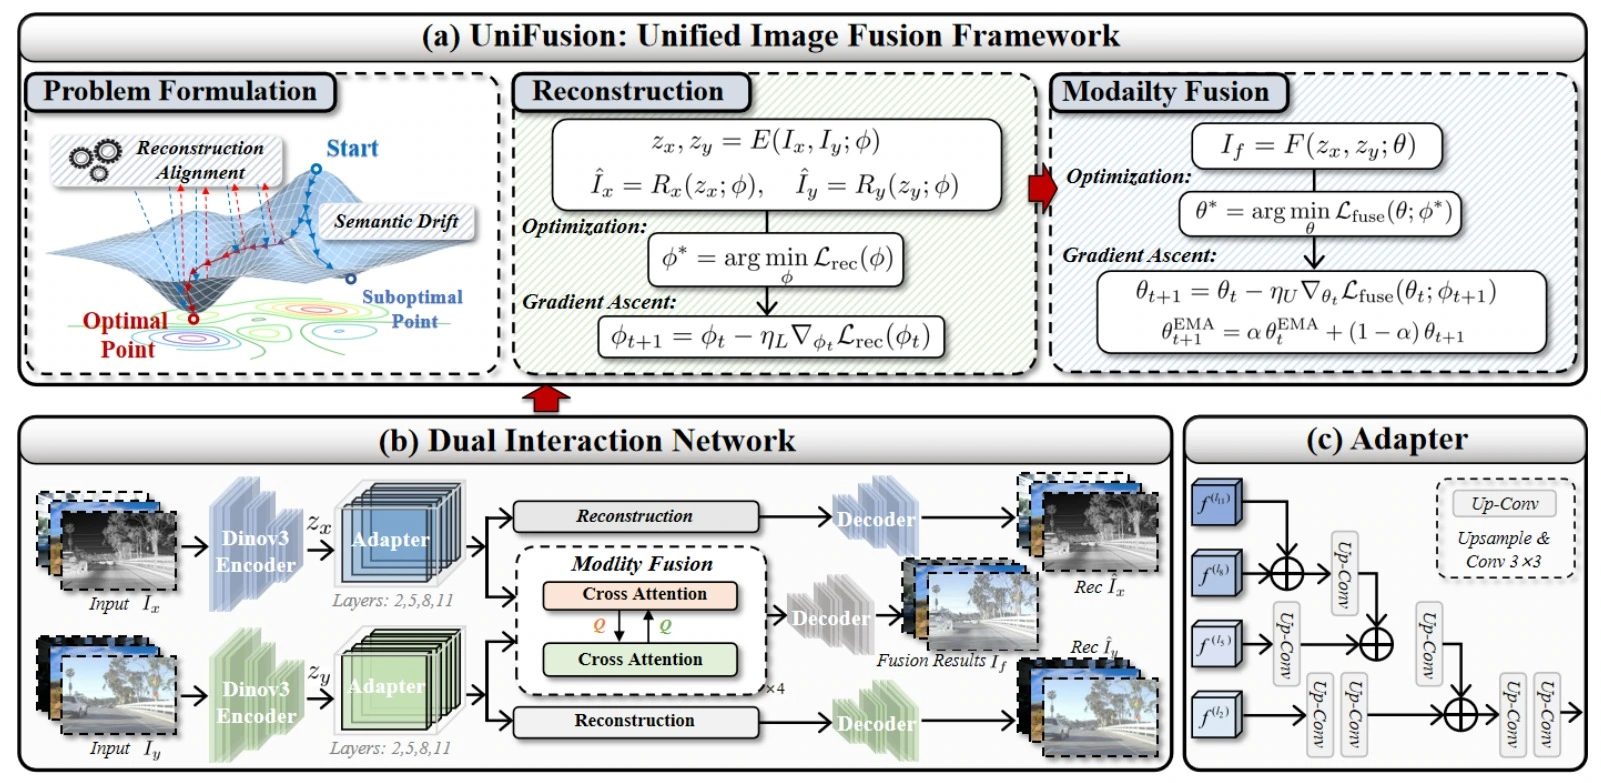 (a) UniFusion: Unified Image Fusion Framework
Problem Formulation
Reconstruction
Alignment
Start
Semantic Drift
Suboptimal
Point
Optimal
Point
Reconstruction
z_x, z_y = E(I_x, I_y; ϕ)
Î_x = R_x(z_x; ϕ), Î_y = R_y(z_y; ϕ)
Optimization:
ϕ* = arg min_ϕ ℒ_rec(ϕ)
Gradient Ascent:
ϕ_{t+1} = ϕ_t − η_L ∇_{ϕ_t} ℒ_rec(ϕ_t)
Modailty Fusion
I_f = F(z_x, z_y; θ)
Optimization:
θ* = arg min_θ ℒ_fuse(θ; ϕ*)
Gradient Ascent:
θ_{t+1} = θ_t − η_U ∇_{θ_t} ℒ_fuse(θ_t; ϕ_{t+1})
θ^EMA_{t+1} = α θ^EMA_t + (1 − α) θ_{t+1}
(b) Dual Interaction Network
Input I_x
Dinov3
Encoder
z_x
Adapter
Layers: 2,5,8,11
Reconstruction
Decoder
Rec Î_x
Modlity Fusion
Cross Attention
Q Q
Cross Attention
×4
Decoder
Fusion Results I_f
Input I_y
Dinov3
Encoder
z_y
Adapter
Layers: 2,5,8,11
Reconstruction
Decoder
Rec Î_y
(c) Adapter
f^(l_11)
f^(l_8)
f^(l_5)
f^(l_2)
Up-Conv
Up-Conv
Up-Conv
Up-Conv
Up-Conv
Up-Conv
Up-Conv
Up-Conv
Upsample &
Conv 3×3